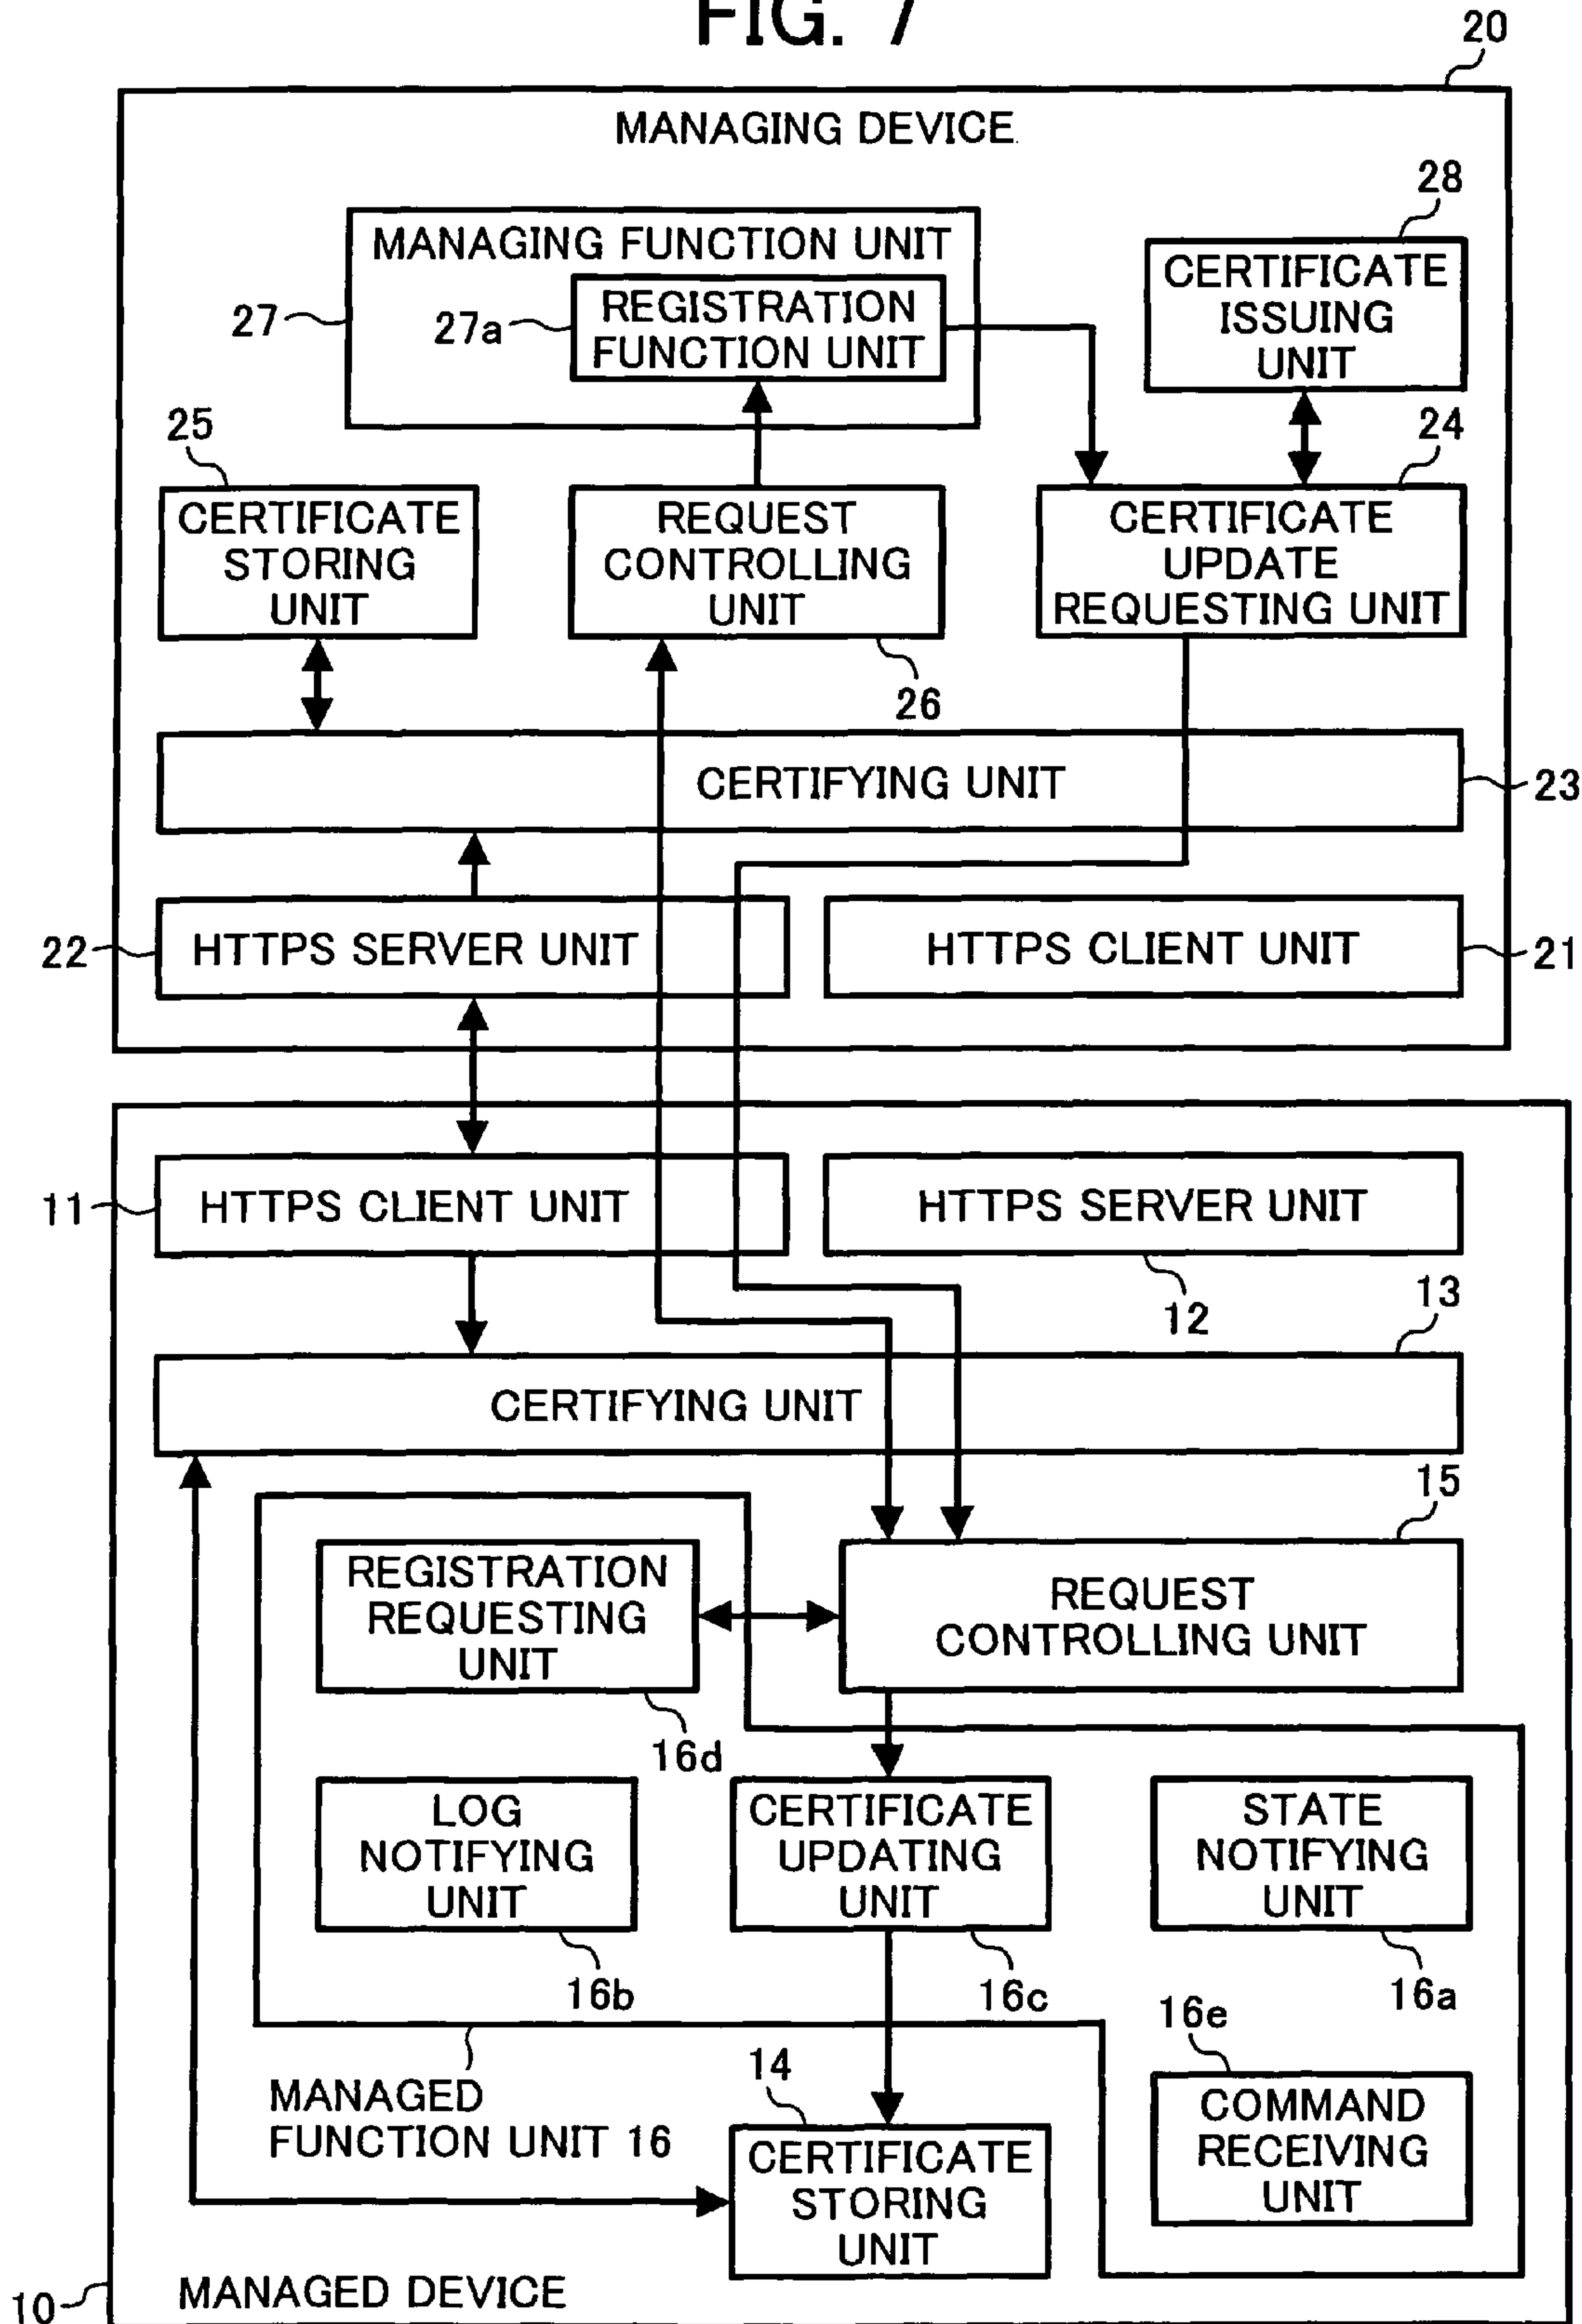 FIG. 7
20
MANAGING DEVICE
28
MANAGING FUNCTION UNIT
CERTIFICATE
ISSUING
UNIT
27
27a
REGISTRATION
FUNCTION UNIT
25
24
CERTIFICATE
STORING
UNIT
REQUEST
CONTROLLING
UNIT
CERTIFICATE
UPDATE
REQUESTING UNIT
26
CERTIFYING UNIT
23
22
HTTPS SERVER UNIT
HTTPS CLIENT UNIT
21
11
HTTPS CLIENT UNIT
HTTPS SERVER UNIT
12
13
CERTIFYING UNIT
15
REGISTRATION
REQUESTING
UNIT
REQUEST
CONTROLLING UNIT
16d
LOG
NOTIFYING
UNIT
CERTIFICATE
UPDATING
UNIT
STATE
NOTIFYING
UNIT
16b
16c
16a
16e
14
MANAGED
FUNCTION UNIT 16
CERTIFICATE
STORING
UNIT
COMMAND
RECEIVING
UNIT
10
MANAGED DEVICE